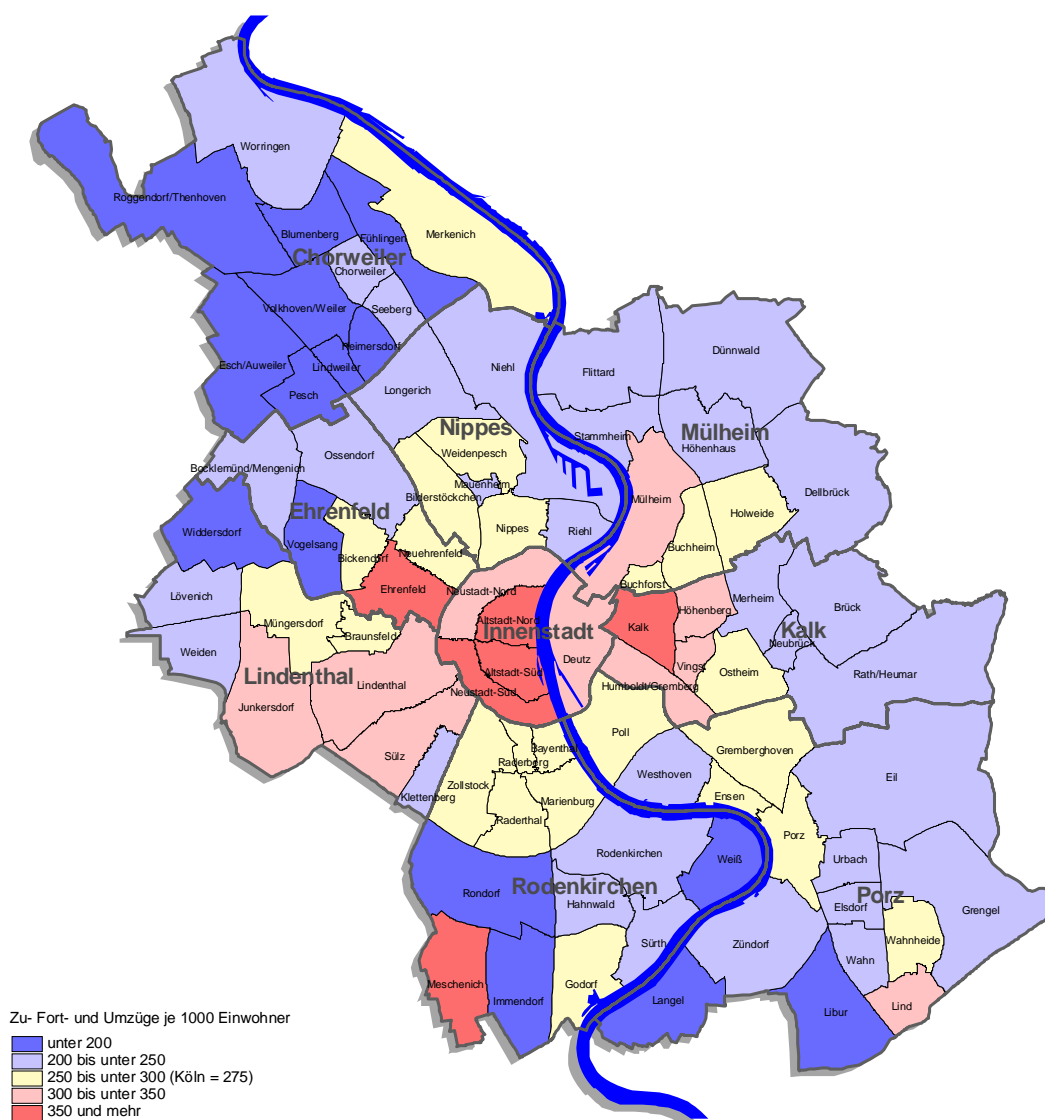 Worringen
Roggendorf/Thenhoven
Blumenberg
Fühlingen
Merkenich
Chorweiler
Chorweiler
Volkhoven/Weiler
Seeberg
Heimersdorf
Esch/Auweiler
Lindweiler
Pesch
Longerich
Niehl
Flittard
Dünnwald
Nippes
Mülheim
Stammheim
Höhenhaus
Weidenpesch
Ossendorf
Bocklemünd/Mengenich
Mauenheim
Bilderstöckchen
Mülheim
Dellbrück
Ehrenfeld
Holweide
Widdersdorf
Vogelsang
Nippes
Riehl
Buchheim
Bickendorf
Neuehrenfeld
Buchforst
Ehrenfeld
Neustadt-Nord
Lövenich
Merheim
Brück
Höhenberg
Müngersdorf
Braunsfeld
Altstadt-Nord
Innenstadt
Kalk
Kalk
Neubrück
Weiden
Deutz
Vingst
Ostheim
Rath/Heumar
Lindenthal
Lindenthal
Altstadt-Süd
Neustadt-Süd
Humboldt/Gremberg
Junkersdorf
Sülz
Poll
Gremberghoven
Bayenthal
Raderberg
Westhoven
Eil
Zollstock
Klettenberg
Marienburg
Ensen
Raderthal
Porz
Rodenkirchen
Weiß
Urbach
Rondorf
Rodenkirchen
Porz
Hahnwald
Elsdorf
Grengel
Sürth
Zündorf
Wahnheide
Wahn
Meschenich
Immendorf
Godorf
Langel
Libur
Lind
Zu- Fort- und Umzüge je 1000 Einwohner
unter 200
200 bis unter 250
250 bis unter 300 (Köln = 275)
300 bis unter 350
350 und mehr